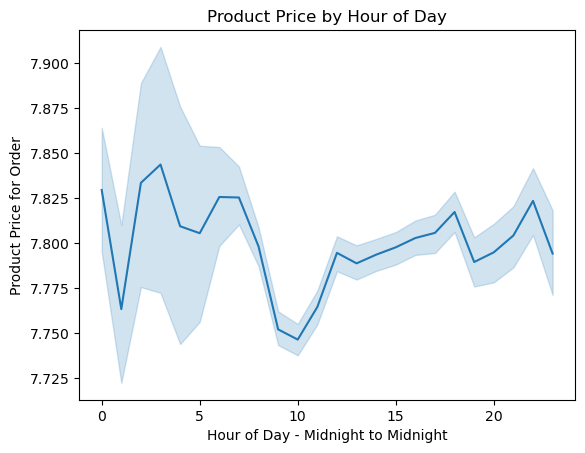 Product Price by Hour of Day
Product Price for Order
7.900
7.875
7.850
7.825
7.800
7.775
7.750
7.725
0 5 10 15 20
Hour of Day - Midnight to Midnight